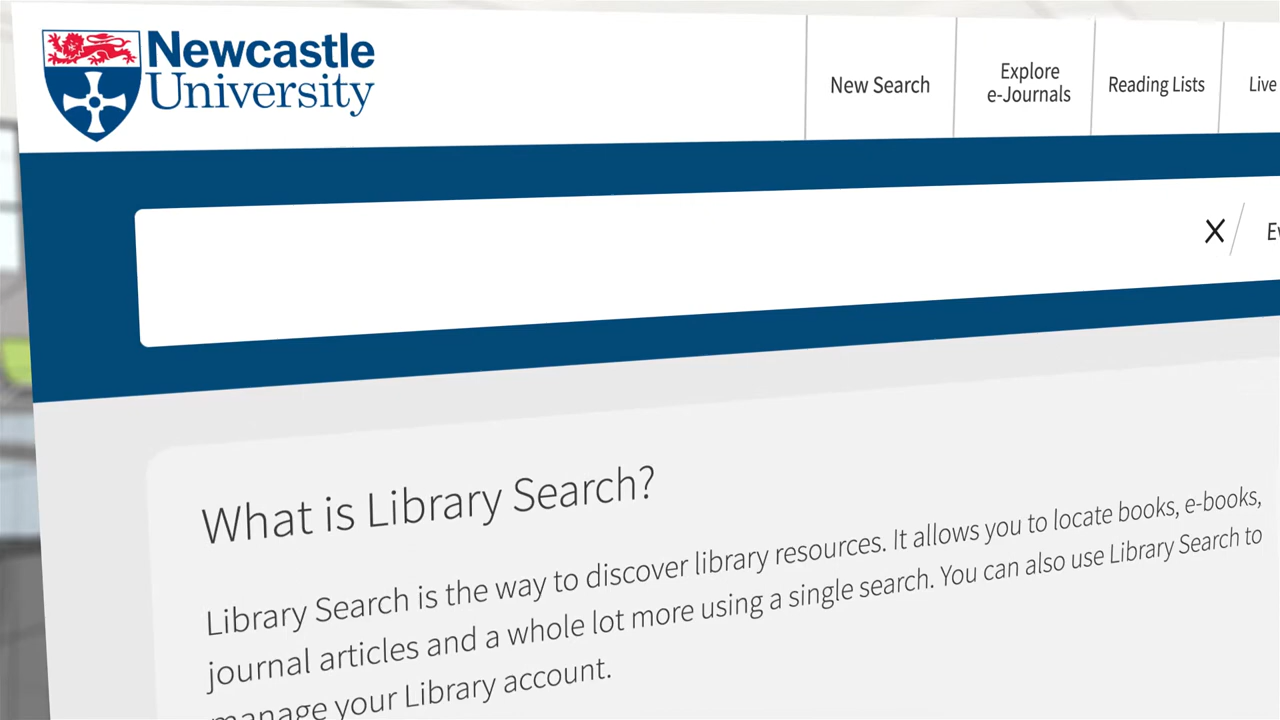 Newcastle
University
New Search
Explore
e-Journals
Reading Lists
Live
X
What is Library Search?
Library Search is the way to discover library resources. It allows you to locate books, e-books,
journal articles and a whole lot more using a single search. You can also use Library Search to
manage your Library account.